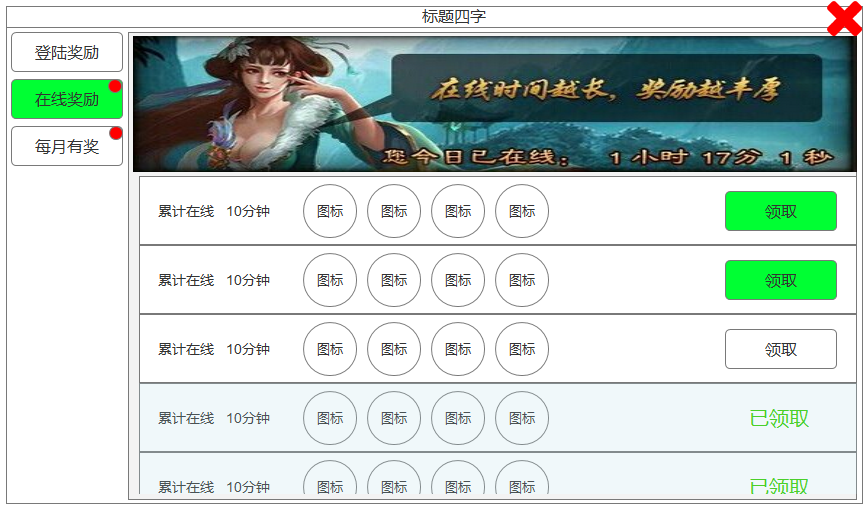 标题四字
登陆奖励
在线奖励
每月有奖
在线时间越长，奖励越丰厚
您今日已在线： 1小时 17分 1秒
累计在线 10分钟 图标 图标 图标 图标 领取
累计在线 10分钟 图标 图标 图标 图标 领取
累计在线 10分钟 图标 图标 图标 图标 领取
累计在线 10分钟 图标 图标 图标 图标 已领取
累计在线 10分钟 图标 图标 图标 图标 已领取